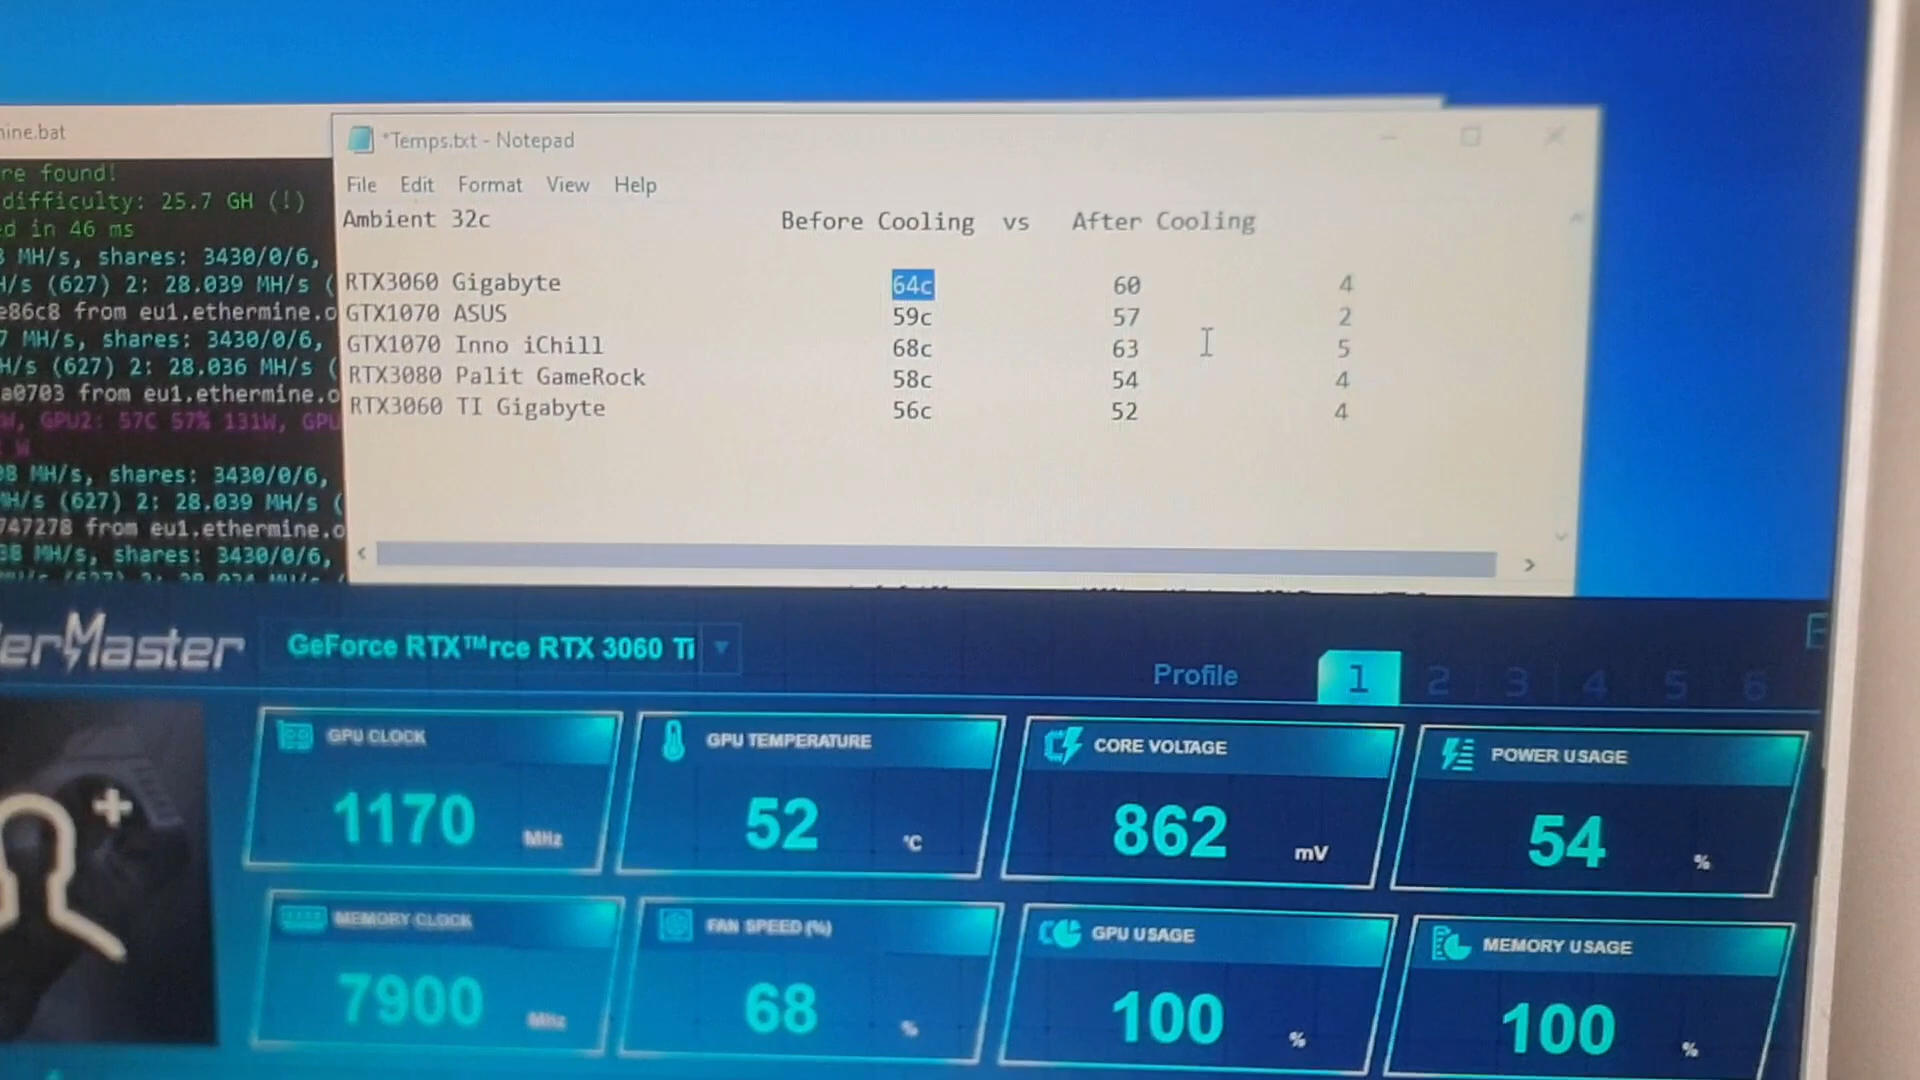 nine.bat
re found!
difficulty: 25.7 GH (!)
d in 46 ms
MH/s, shares: 3430/0/6,
H/s (627) 2: 28.039 MH/s (
e86c8 from eu1.ethermine.o
7 MH/s, shares: 3430/0/6,
H/s (627) 2: 28.036 MH/s (
a0703 from eu1.ethermine.o
W, GPU2: 57C 57% 131W, GPU
W
08 MH/s, shares: 3430/0/6,
MH/s (627) 2: 28.039 MH/s (
747278 from eu1.ethermine.o
38 MH/s, shares: 3430/0/6,
*Temps.txt - Notepad
File Edit Format View Help
Ambient 32c Before Cooling vs After Cooling
RTX3060 Gigabyte 64c 60 4
GTX1070 ASUS 59c 57 2
GTX1070 Inno iChill 68c 63 5
RTX3080 Palit GameRock 58c 54 4
RTX3060 TI Gigabyte 56c 52 4
erMaster
GeForce RTX™rce RTX 3060 Ti
Profile 1 2 3 4 5 6
GPU CLOCK
1170 MHz
GPU TEMPERATURE
52 °C
CORE VOLTAGE
862 mV
POWER USAGE
54 %
MEMORY CLOCK
7900 MHz
FAN SPEED (%)
68 %
GPU USAGE
100 %
MEMORY USAGE
100 %